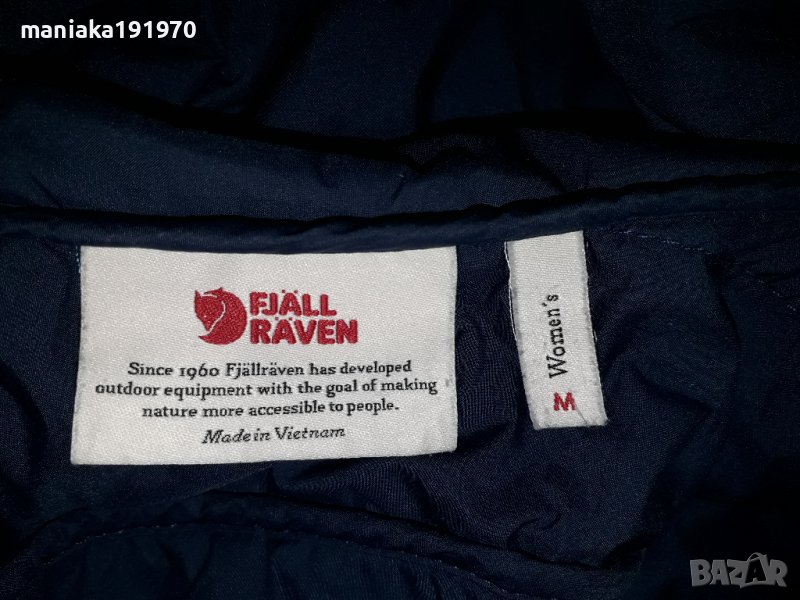 maniaka191970
FJÄLL
RÄVEN
Since 1960 Fjällräven has developed
outdoor equipment with the goal of making
nature more accessible to people.
Made in Vietnam
Women's
M
BAZAR